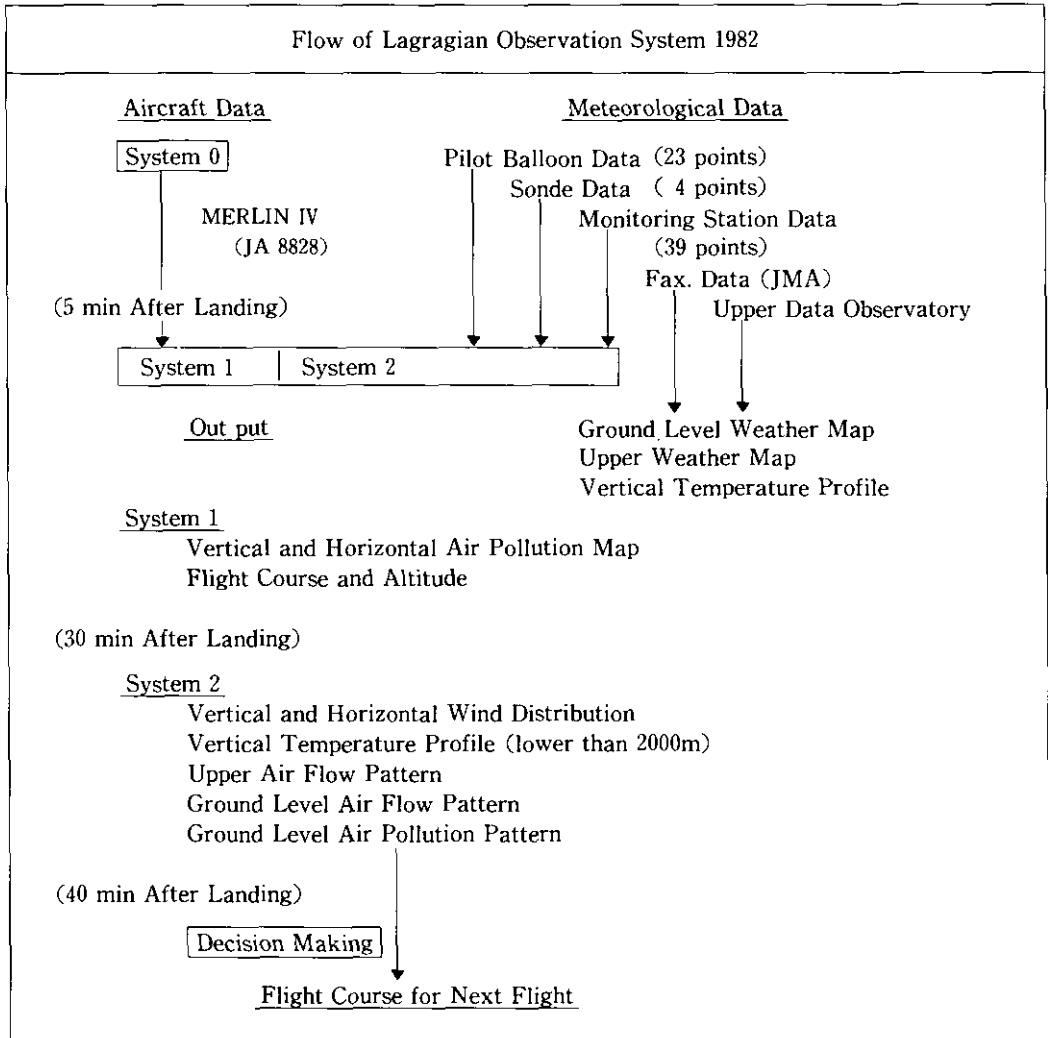 Flow of Lagragian Observation System 1982
Aircraft Data
Meteorological Data
System 0
Pilot Balloon Data (23 points)
Sonde Data ( 4 points)
MERLIN IV
Monitoring Station Data
(JA 8828)
(39 points)
Fax. Data (JMA)
(5 min After Landing)
Upper Data Observatory
System 1
System 2
Out put
Ground Level Weather Map
Upper Weather Map
Vertical Temperature Profile
System 1
Vertical and Horizontal Air Pollution Map
Flight Course and Altitude
(30 min After Landing)
System 2
Vertical and Horizontal Wind Distribution
Vertical Temperature Profile (lower than 2000m)
Upper Air Flow Pattern
Ground Level Air Flow Pattern
Ground Level Air Pollution Pattern
(40 min After Landing)
Decision Making
Flight Course for Next Flight